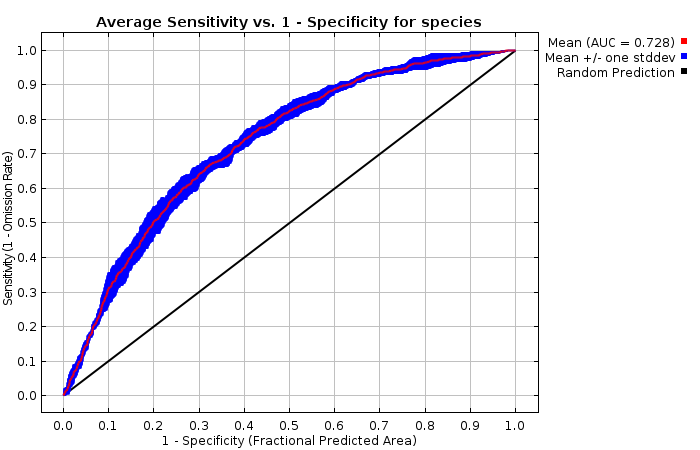 Average Sensitivity vs. 1 - Specificity for species
Mean (AUC = 0.728)
Mean +/- one stddev
Random Prediction
Sensitivity (1 - Omission Rate)
1.0
0.9
0.8
0.7
0.6
0.5
0.4
0.3
0.2
0.1
0.0
0.0 0.1 0.2 0.3 0.4 0.5 0.6 0.7 0.8 0.9 1.0
1 - Specificity (Fractional Predicted Area)